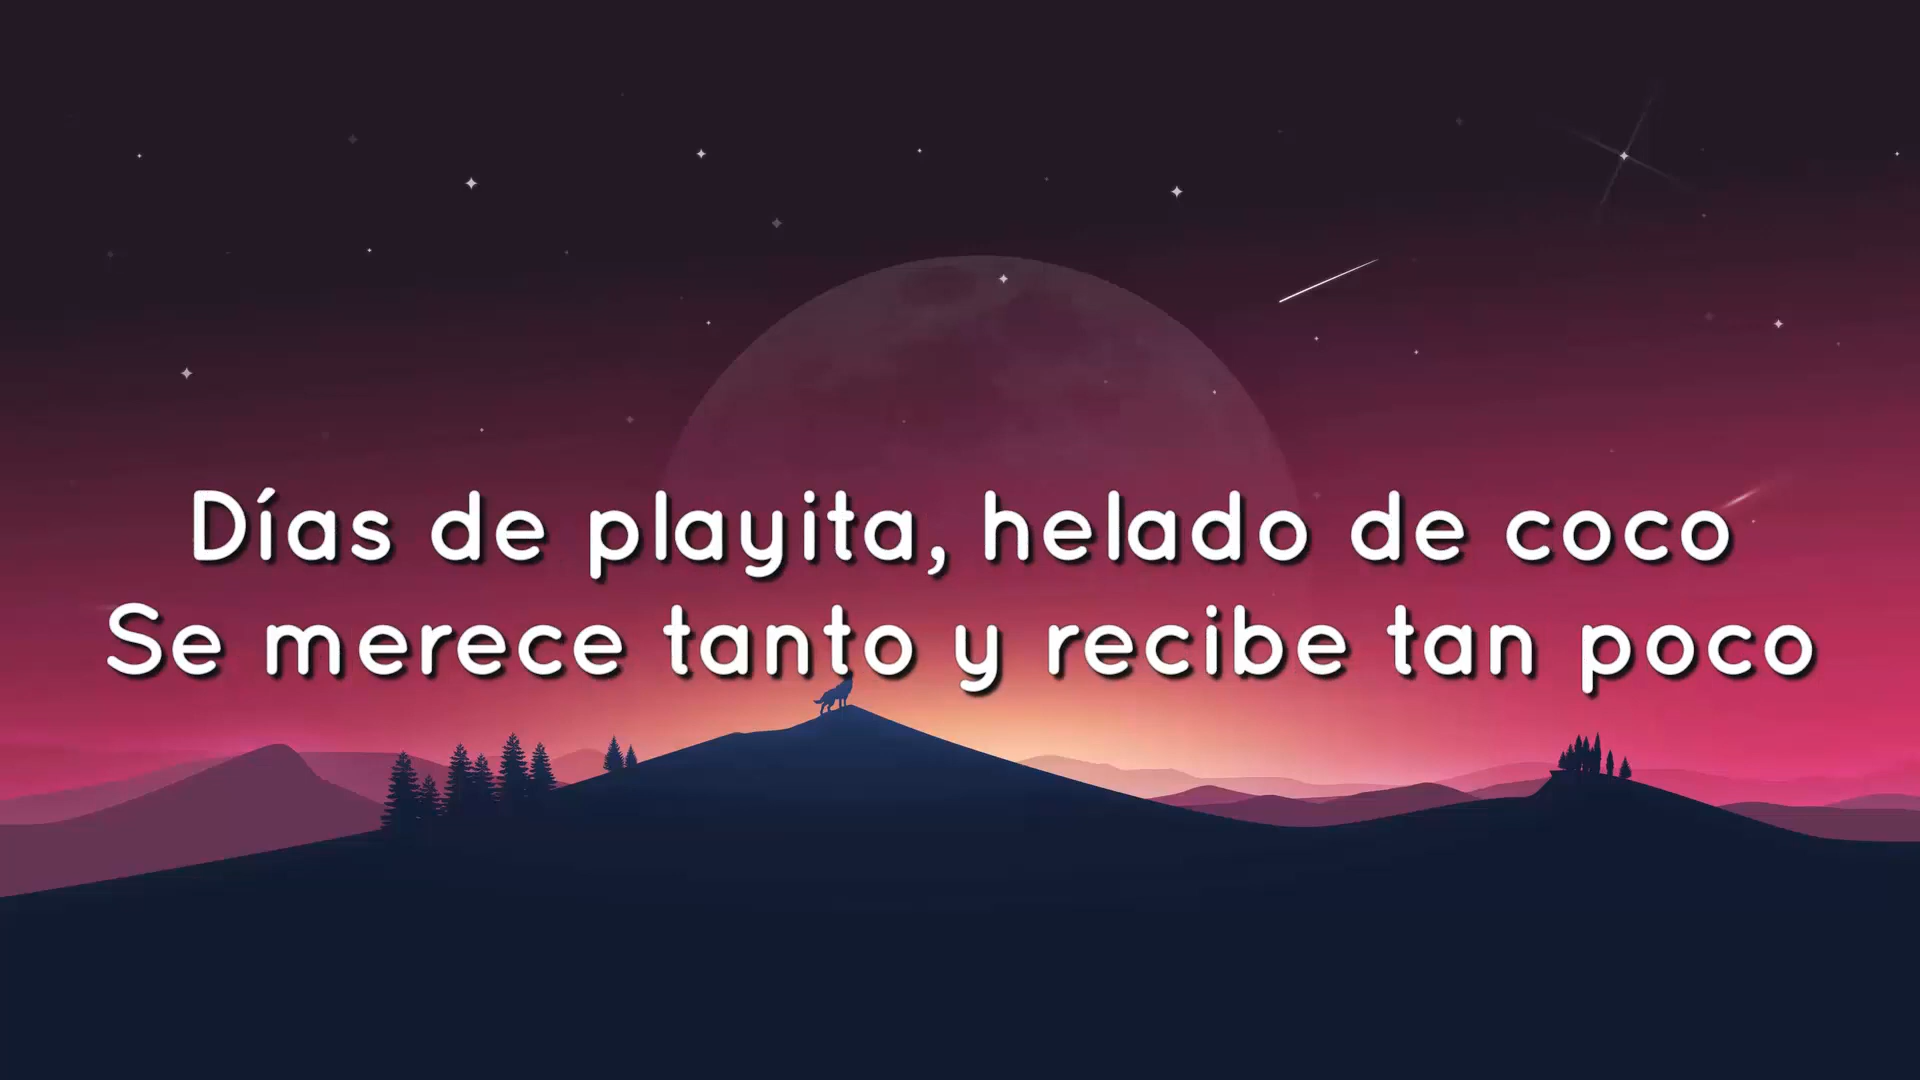 Días de playita, helado de coco
Se merece tanto y recibe tan poco